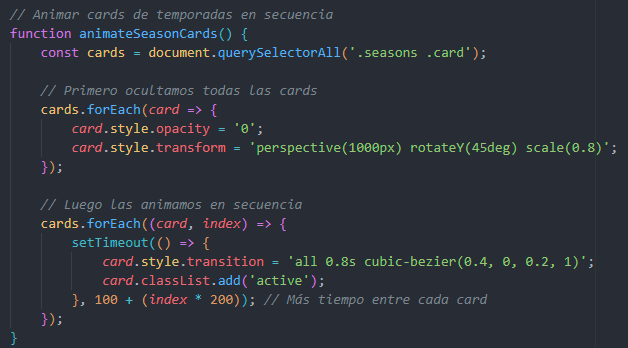 // Animar cards de temporadas en secuencia
function animateSeasonCards() {
    const cards = document.querySelectorAll('.seasons .card');

    // Primero ocultamos todas las cards
    cards.forEach(card => {
        card.style.opacity = '0';
        card.style.transform = 'perspective(1000px) rotateY(45deg) scale(0.8)';
    });

    // Luego las animamos en secuencia
    cards.forEach((card, index) => {
        setTimeout(() => {
            card.style.transition = 'all 0.8s cubic-bezier(0.4, 0, 0.2, 1)';
            card.classList.add('active');
        }, 100 + (index * 200)); // Más tiempo entre cada card
    });
}